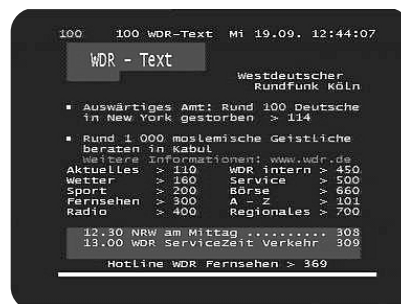 100 100 WDR-Text Mi 19.09. 12:44:07
WDR - Text
Westdeutscher
Rundfunk Köln
▪ Auswärtiges Amt: Rund 100 Deutsche
in New York gestorben > 114
▪ Rund 1 000 moslemische Geistliche
beraten in Kabul
Weitere Informationen: www.wdr.de
Aktuelles > 110 WDR intern > 450
Wetter > 160 Service > 500
Sport > 200 Börse > 660
Fernsehen > 300 A - Z > 101
Radio > 400 Regionales > 700
12.30 NRW am Mittag .......... 308
13.00 WDR ServiceZeit Verkehr 309
Hotline WDR Fernsehen > 369